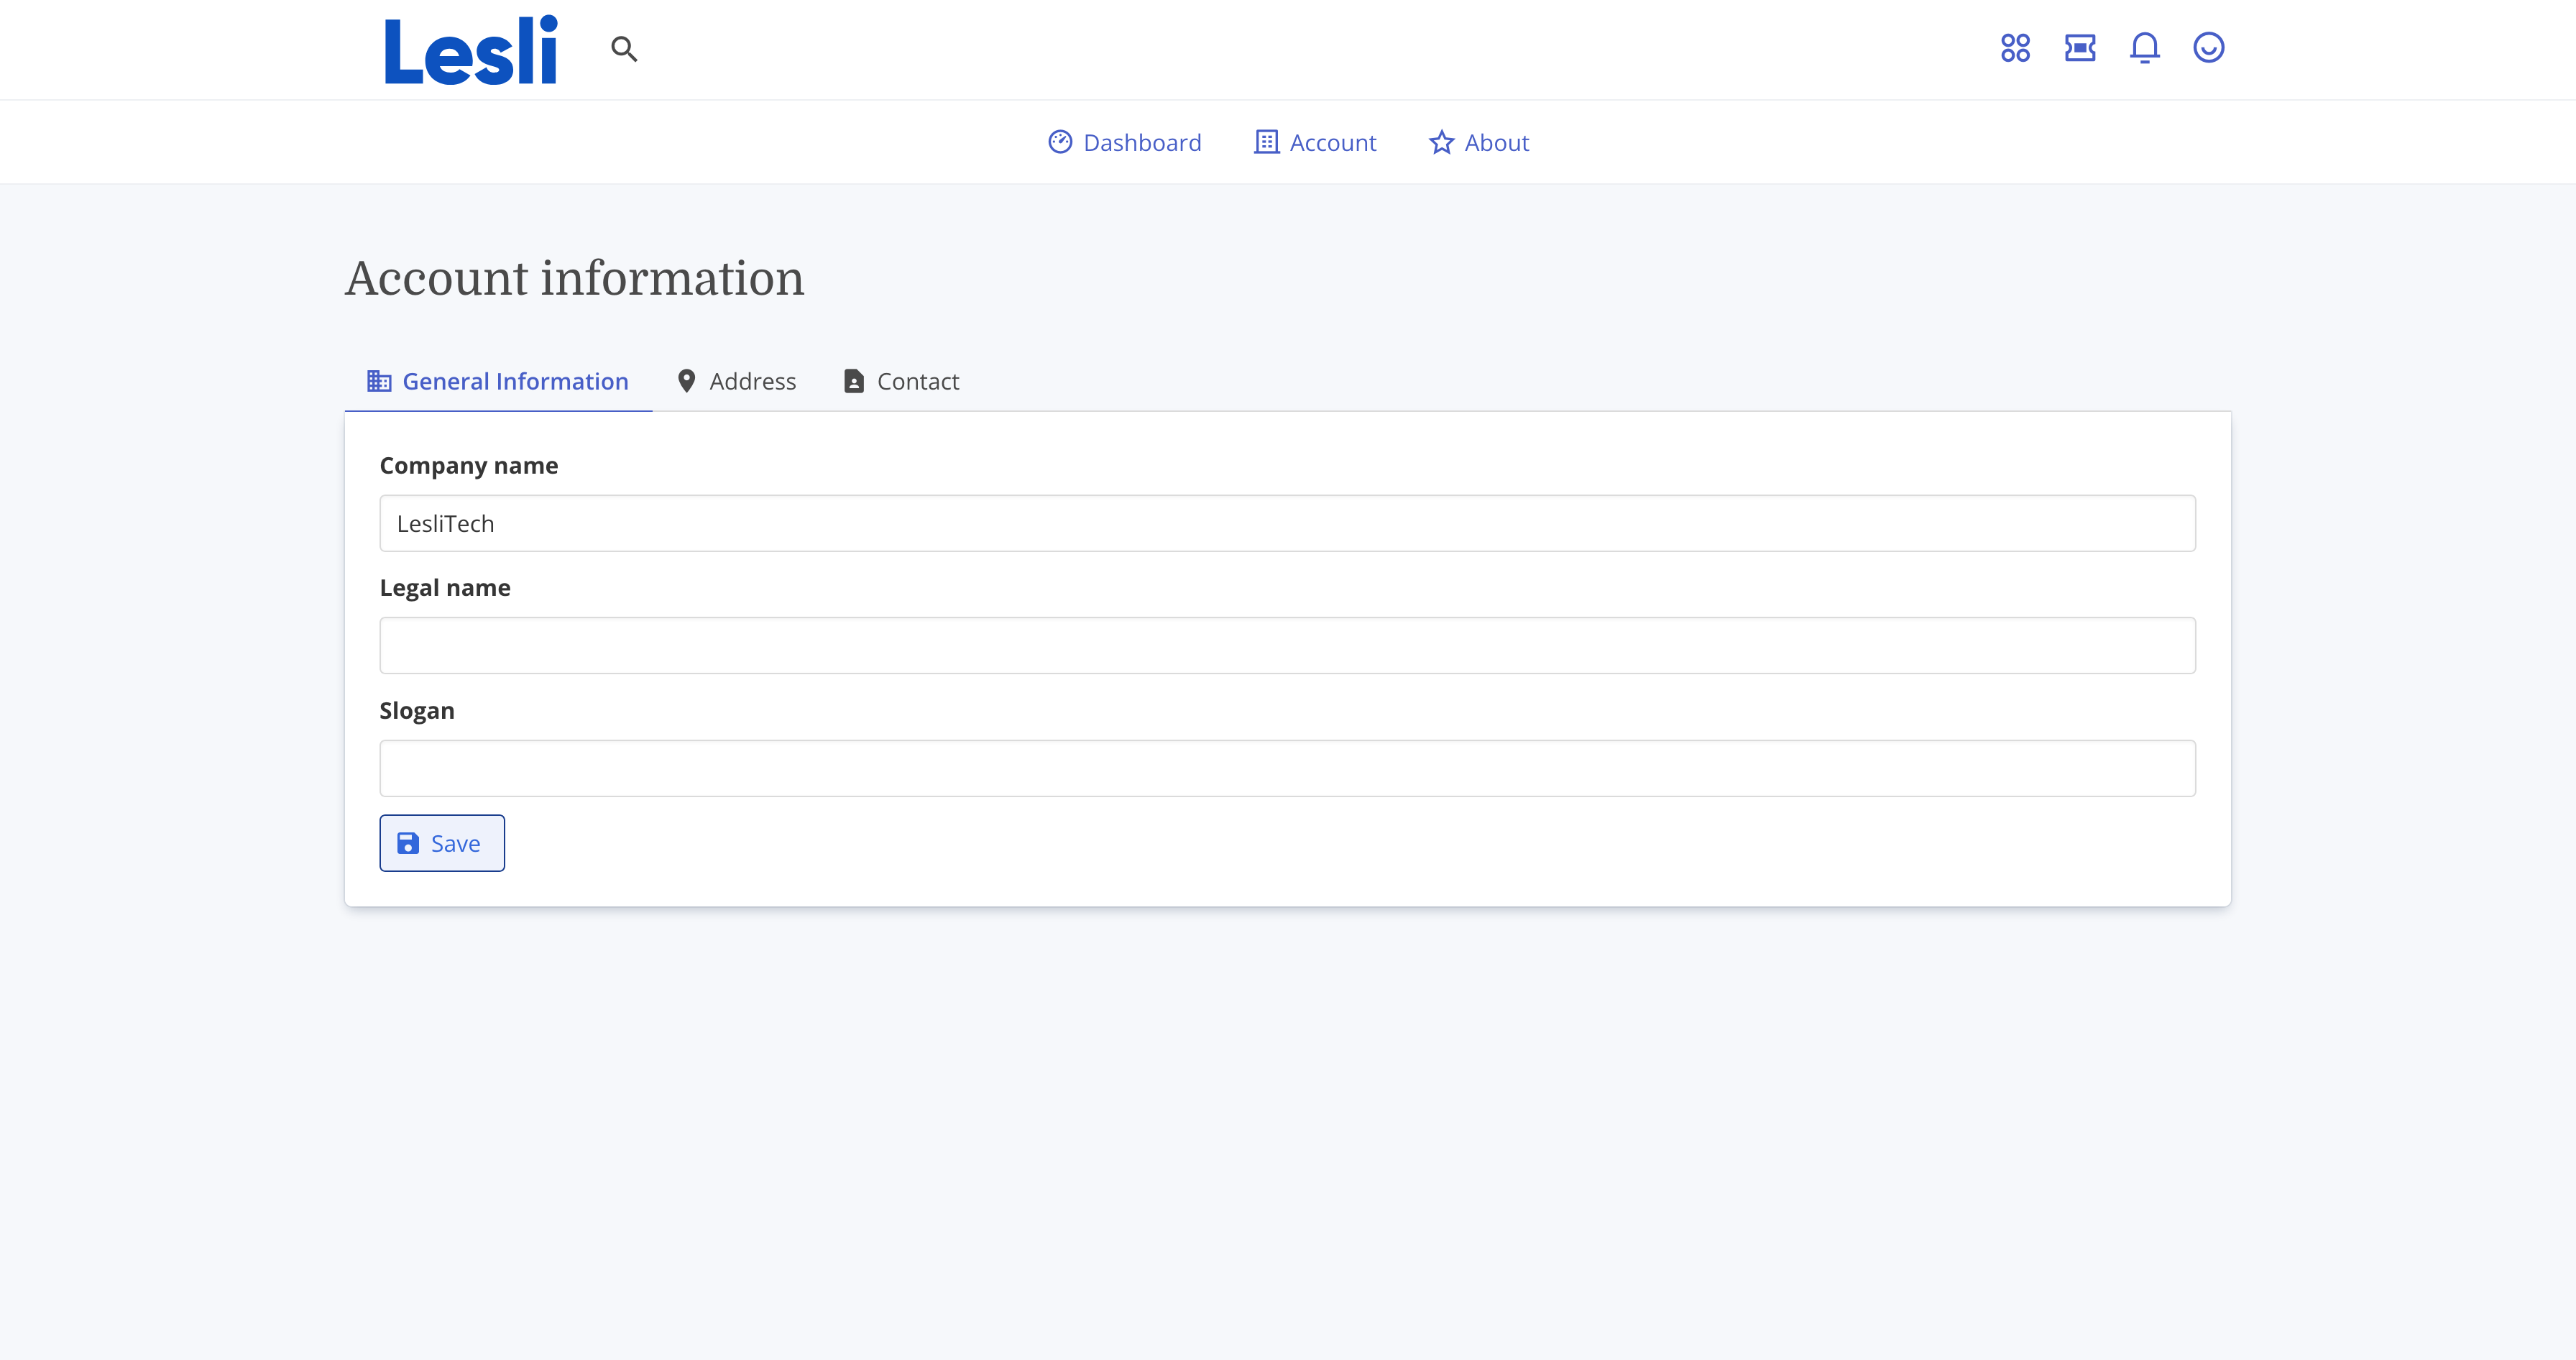 Lesli
Dashboard Account About
Account information
General Information Address Contact
Company name
LesliTech
Legal name
Slogan
Save